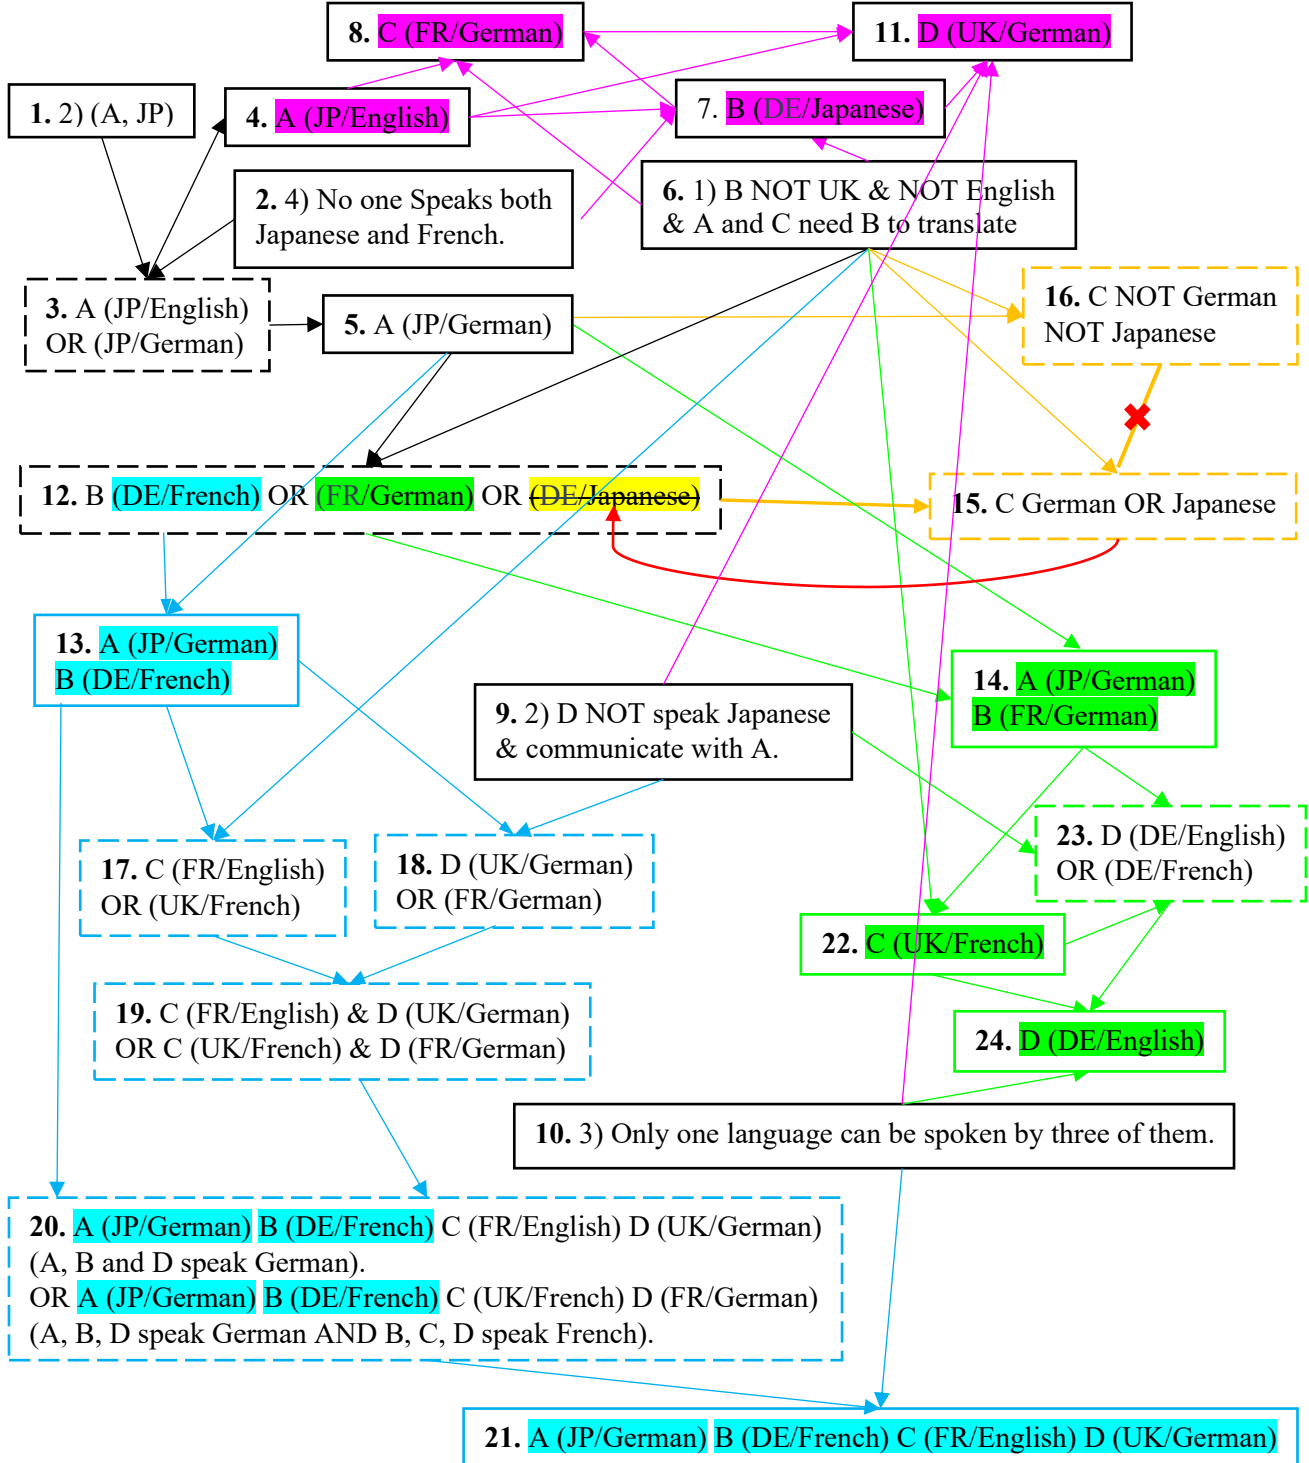 8. C (FR/German)
11. D (UK/German)
1. 2) (A, JP)
4. A (JP/English)
7. B (DE/Japanese)
2. 4) No one Speaks both
Japanese and French.
6. 1) B NOT UK & NOT English
& A and C need B to translate
3. A (JP/English)
OR (JP/German)
5. A (JP/German)
16. C NOT German
NOT Japanese
12. B (DE/French) OR (FR/German) OR (DE/Japanese)
15. C German OR Japanese
13. A (JP/German)
B (DE/French)
14. A (JP/German)
B (FR/German)
9. 2) D NOT speak Japanese
& communicate with A.
17. C (FR/English)
OR (UK/French)
18. D (UK/German)
OR (FR/German)
23. D (DE/English)
OR (DE/French)
22. C (UK/French)
19. C (FR/English) & D (UK/German)
OR C (UK/French) & D (FR/German)
24. D (DE/English)
10. 3) Only one language can be spoken by three of them.
20. A (JP/German) B (DE/French) C (FR/English) D (UK/German)
(A, B and D speak German).
OR A (JP/German) B (DE/French) C (UK/French) D (FR/German)
(A, B, D speak German AND B, C, D speak French).
21. A (JP/German) B (DE/French) C (FR/English) D (UK/German)